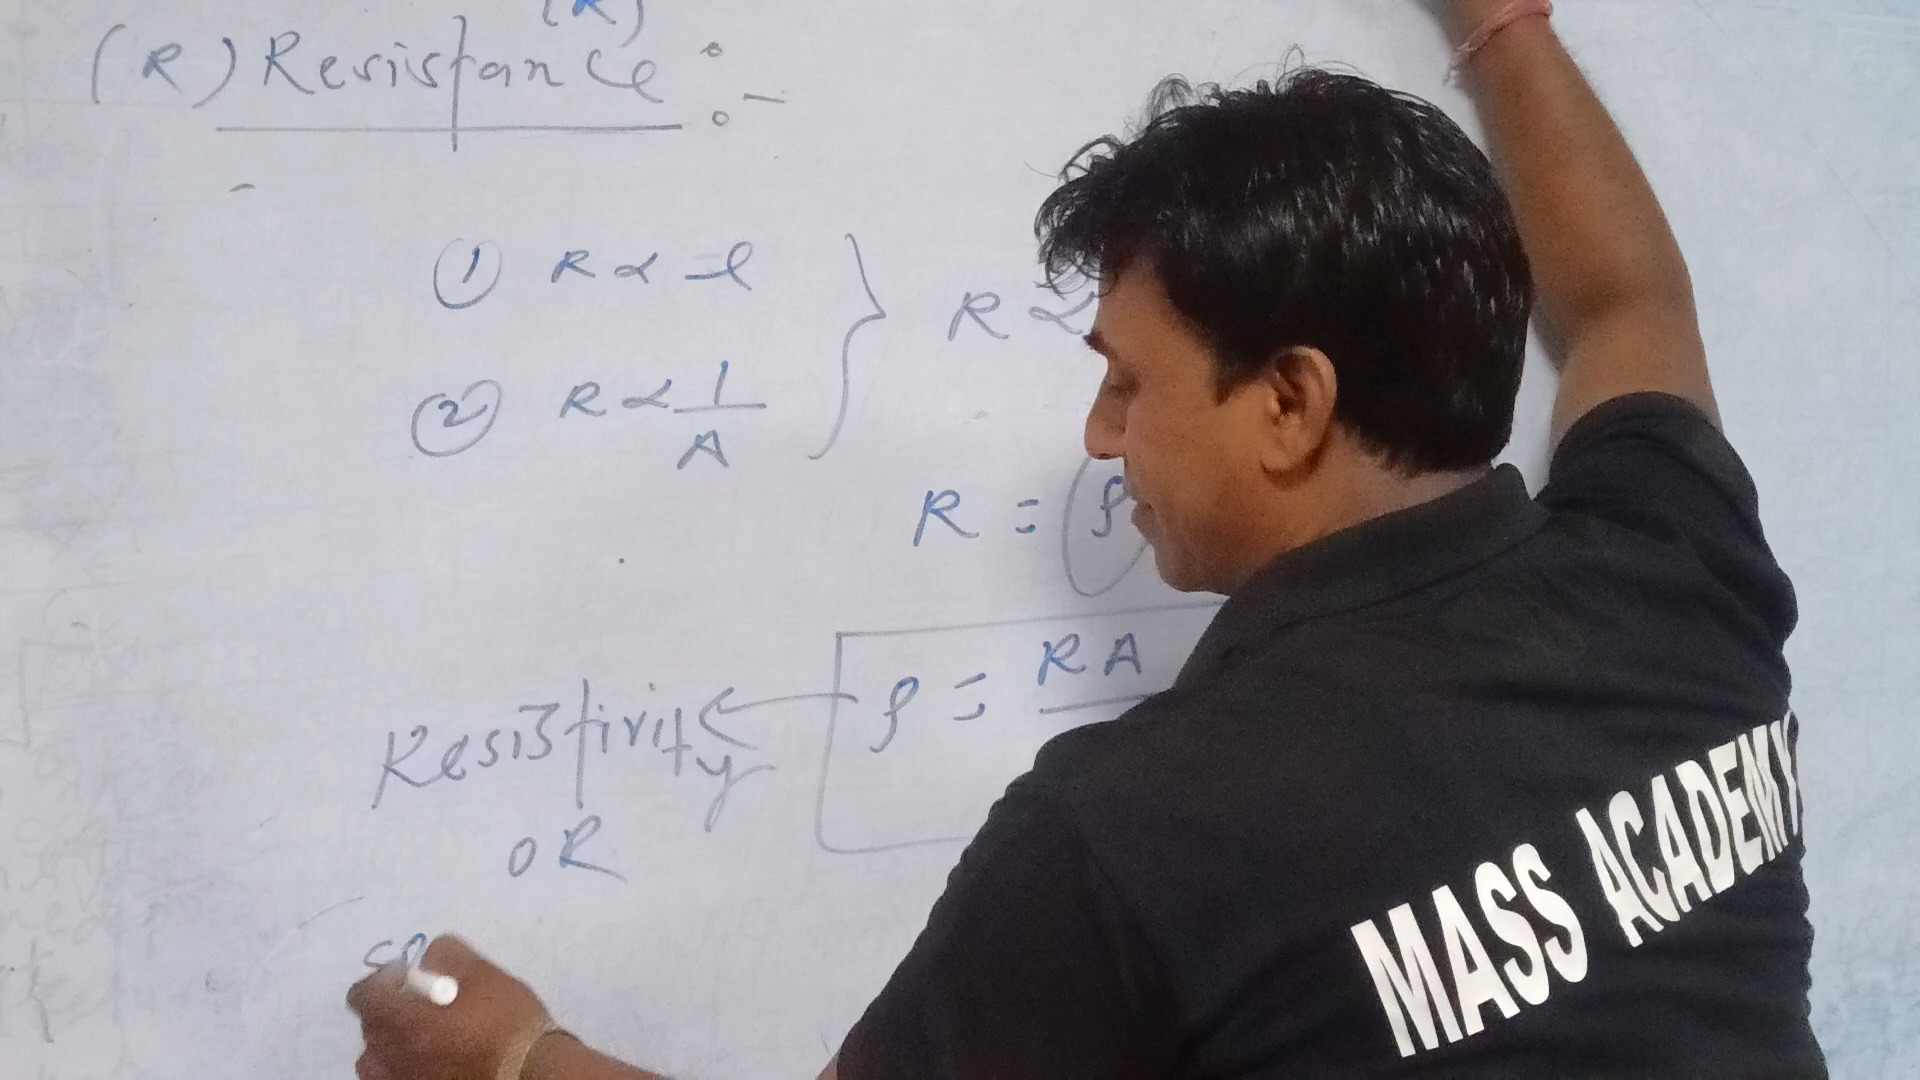 (R)
(R) Resistance :-
① R ∝ l
② R ∝ 1/A
R ∝
R = ρ
ρ = RA
Resistivity
OR
MASS ACADEMY